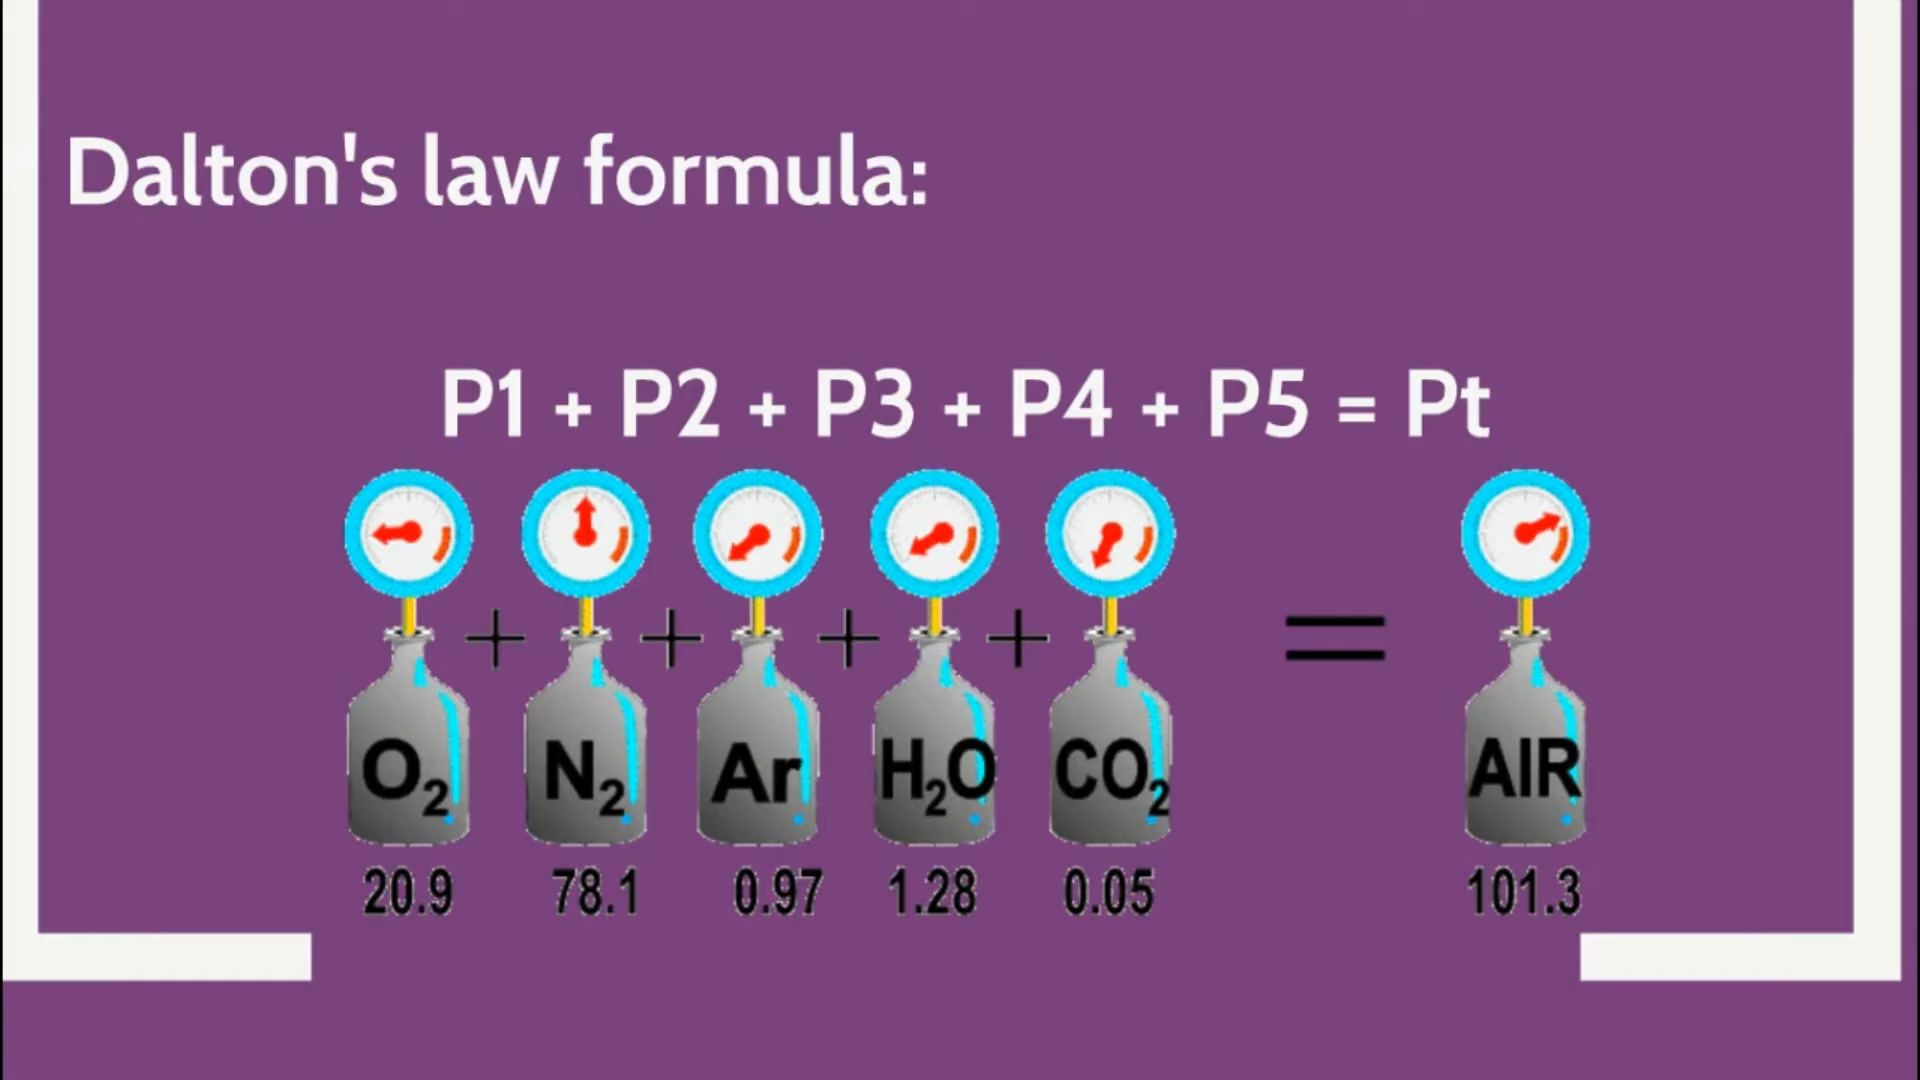 Dalton's law formula:
P1 + P2 + P3 + P4 + P5 = Pt
O₂ + N₂ + Ar + H₂O + CO₂ = AIR
20.9 78.1 0.97 1.28 0.05 101.3